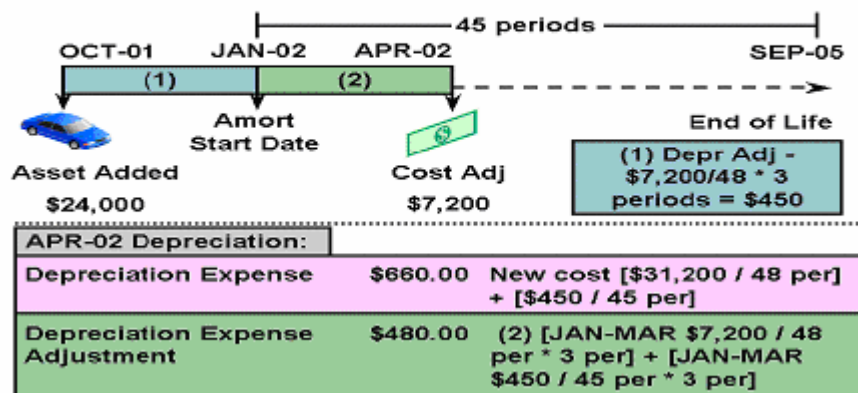 45 periods
OCT-01 JAN-02 APR-02 SEP-05
(1) (2)
Amort
Start Date
End of Life
Asset Added
$24,000
Cost Adj
$7,200
(1) Depr Adj -
$7,200/48 * 3
periods = $450
APR-02 Depreciation:
Depreciation Expense $660.00 New cost [$31,200 / 48 per]
+ [$450 / 45 per]
Depreciation Expense $480.00 (2) [JAN-MAR $7,200 / 48
Adjustment per * 3 per] + [JAN-MAR
$450 / 45 per * 3 per]